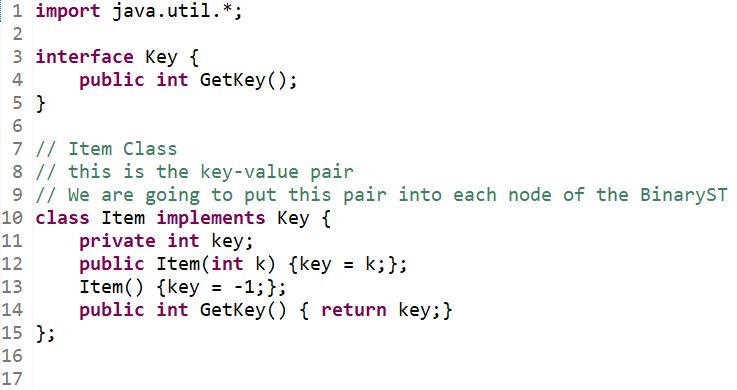 1 import java.util.*;
2
3 interface Key {
4     public int GetKey();
5 }
6
7 // Item Class
8 // this is the key-value pair
9 // We are going to put this pair into each node of the BinaryST
10 class Item implements Key {
11     private int key;
12     public Item(int k) {key = k;};
13     Item() {key = -1;};
14     public int GetKey() { return key;}
15 };
16
17